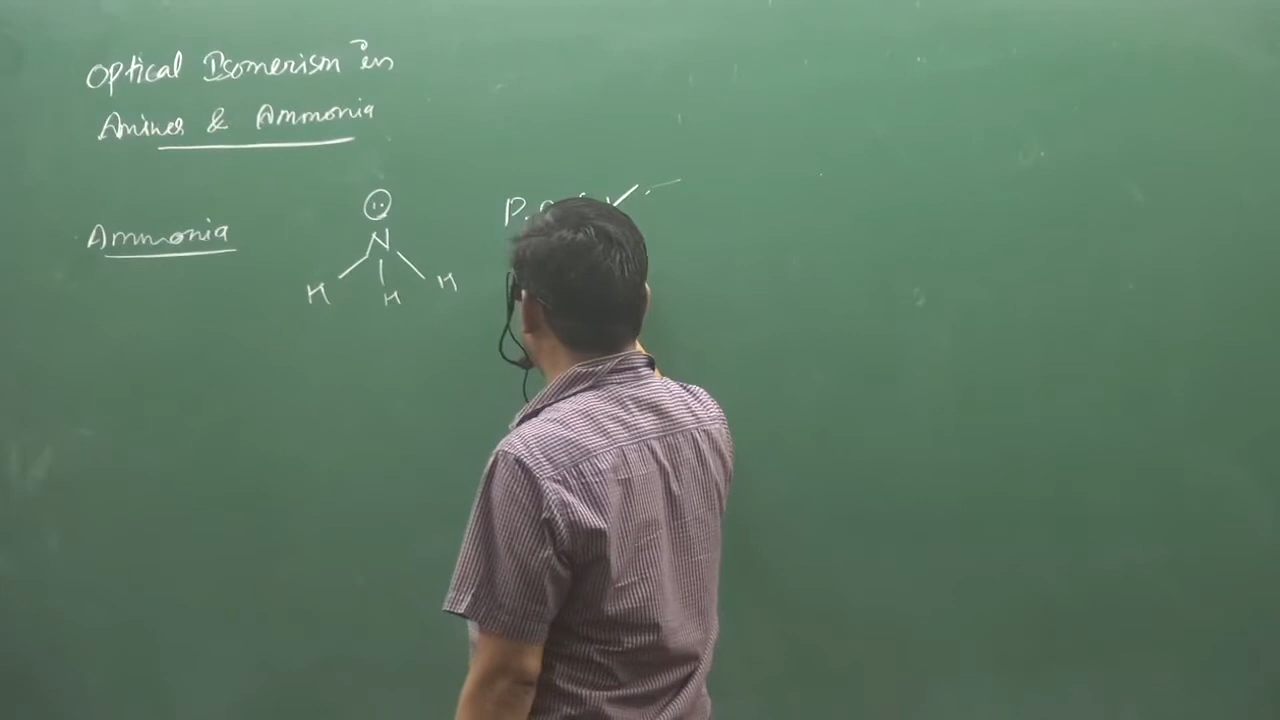 Optical Isomerism in
Amines & Ammonia
Ammonia
N
H
H
H
P.